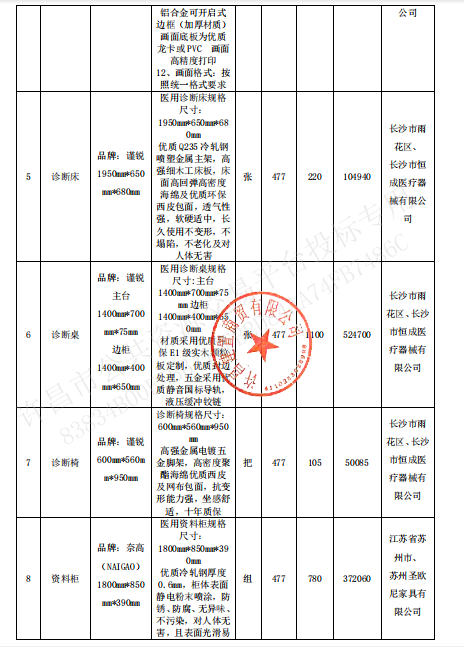 铝合金可开启式
边框（加厚材质）
画面底板为优质
龙卡或PVC 画面
高精度打印
12、画面格式：按
照统一格式要求
公司
5
诊断床
品牌：谨锐
1950mm*650
mm*680mm
医用诊断床规格
尺寸：
1950mm*650mm*68
0mm
优质Q235冷轧钢
喷塑金属主架，高
强细木工床板，床
面高回弹高密度
海绵及优质环保
西皮包面，透气性
强，软硬适中，长
久使用不变形，不
塌陷，不老化及对
人体无害
张
477
220
104940
长沙市雨
花区、
长沙市恒
成医疗器
械有限公
司
6
诊断桌
品牌：谨锐
主台
1400mm*700
mm*75mm
边柜
1400mm*400
mm*650mm
医用诊断桌规格
尺寸:主台
1400mm*700mm*75
mm 边柜
1400mm*400mm*65
0mm
材质采用优质环
保E1级实木颗粒
板定制，优质封边
处理，五金采用优
质静音国标导轨，
液压缓冲铰链
张
477
1100
524700
长沙市雨
花区、长沙
市恒成医
疗器械有
限公司
7
诊断椅
品牌：谨锐
600mm*560m
m*950mm
诊断椅规格尺寸：
600mm*560mm*950
mm
高强金属电镀五
金脚架，高密度聚
酯海绵优质西皮
及网布包面，抗变
形能力强，坐感舒
适，十年质保
把
477
105
50085
长沙市雨
花区、长沙
市恒成医
疗器械有
限公司
8
资料柜
品牌：奈高
（NAIGAO）
1800mm*850
mm*390mm
医用资料柜规格
尺寸：
1800mm*850mm*39
0mm
优质冷轧钢厚度
0.6mm，柜体表面
静电粉末喷涂，防
锈、防腐、无异味、
不污染，对人体无
害，且表面光滑易
组
477
780
372060
江苏省苏
州市、
苏州圣欧
尼家具有
限公司